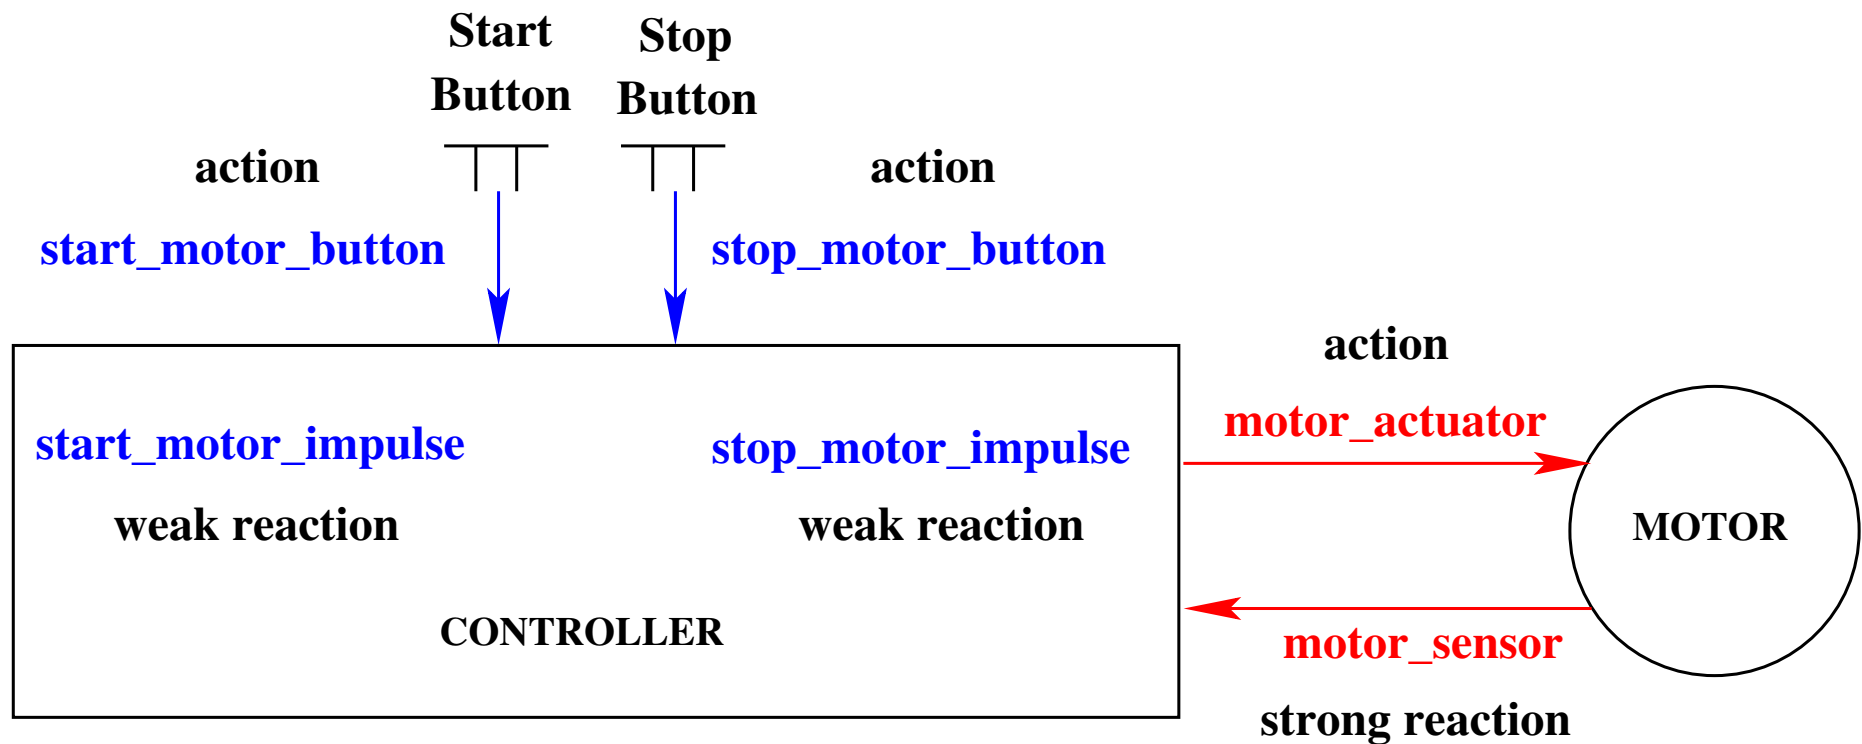 Start
Button
Stop
Button
action
action
start_motor_button
stop_motor_button
action
motor_actuator
start_motor_impulse
stop_motor_impulse
weak reaction
weak reaction
MOTOR
CONTROLLER
motor_sensor
strong reaction